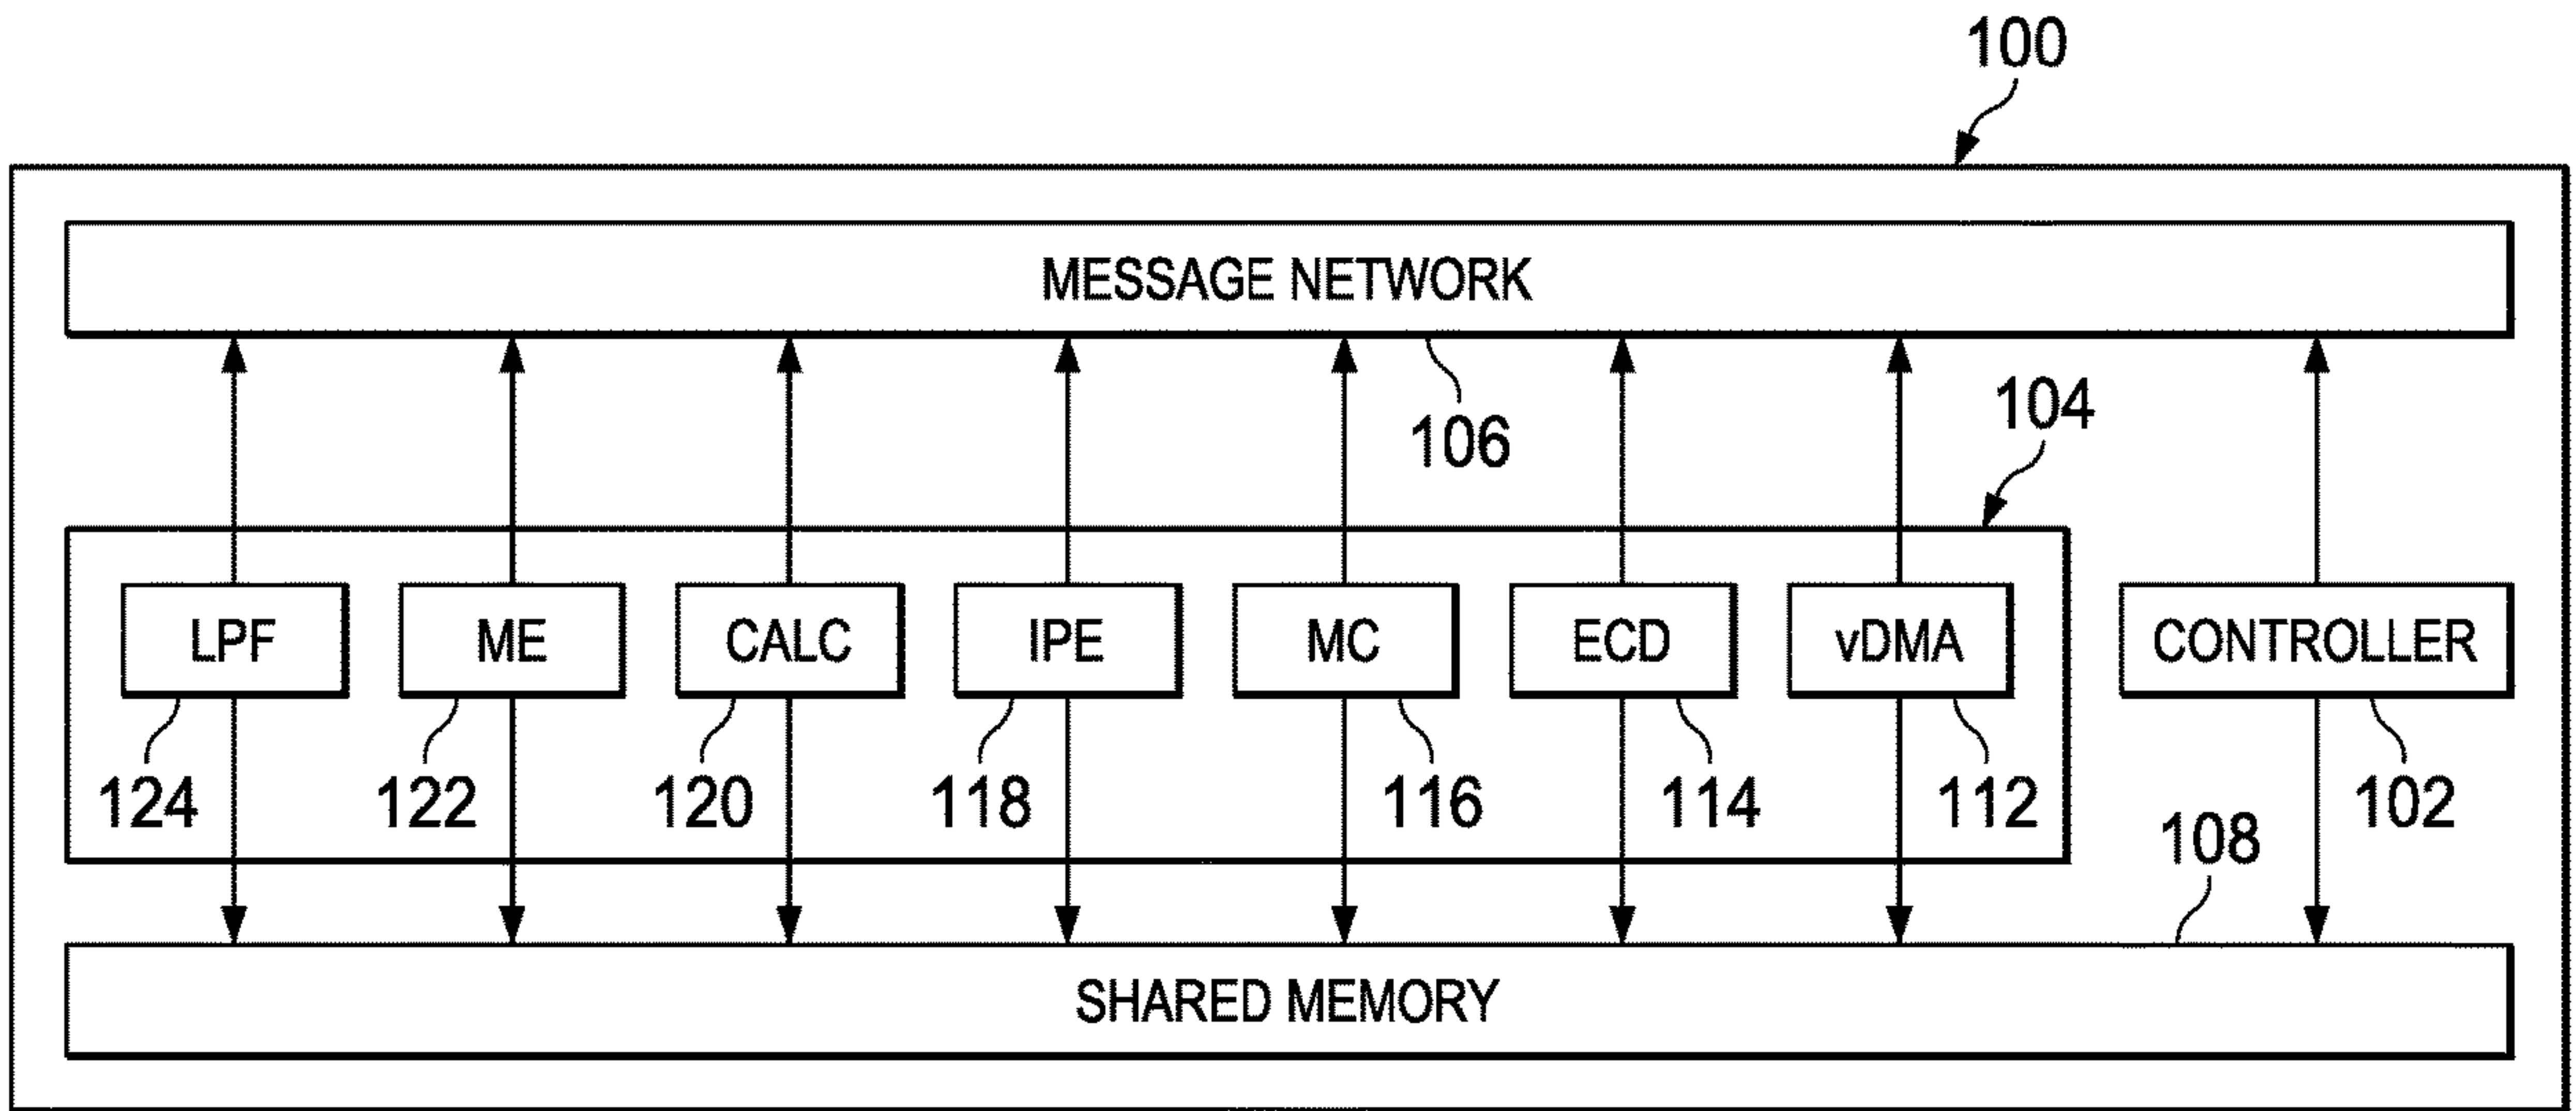 100
MESSAGE NETWORK
106
104
LPF ME CALC IPE MC ECD vDMA CONTROLLER
124 122 120 118 116 114 112 102
108
SHARED MEMORY